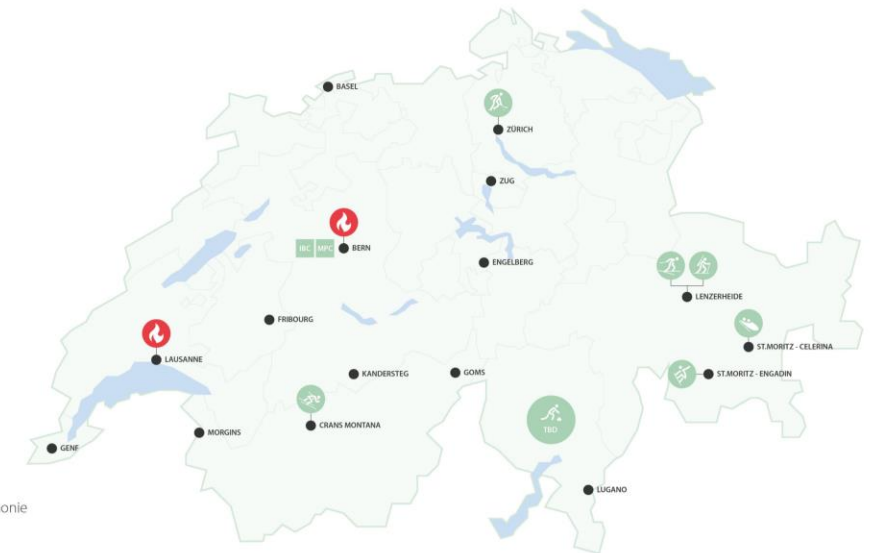 BASEL
ZÜRICH
ZUG
IBC MPC BERN
ENGELBERG
LENZERHEIDE
FRIBOURG
ST.MORITZ - CELERINA
LAUSANNE
KANDERSTEG
GOMS
ST.MORITZ - ENGADIN
CRANS MONTANA
TBD
MORGINS
GENF
LUGANO
onie